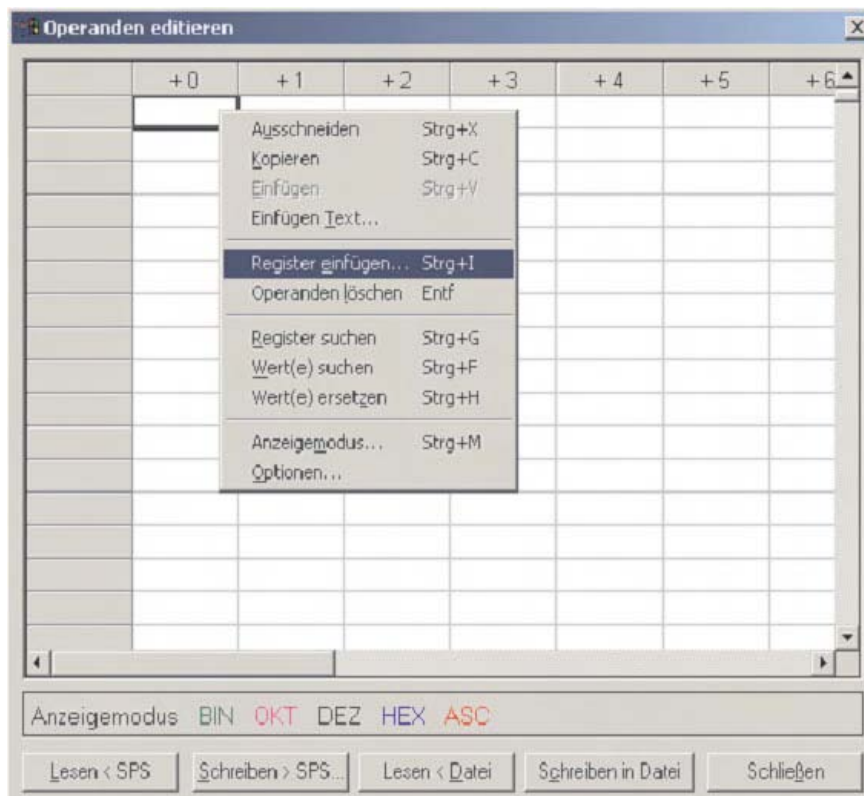 Operanden editieren
+0 +1 +2 +3 +4 +5 +6
Ausschneiden Strg+X
Kopieren Strg+C
Einfügen Strg+V
Einfügen Text...
Register einfügen... Strg+I
Operanden löschen Entf
Register suchen Strg+G
Wert(e) suchen Strg+F
Wert(e) ersetzen Strg+H
Anzeigemodus... Strg+M
Optionen...
Anzeigemodus BIN OKT DEZ HEX ASC
Lesen < SPS Schreiben > SPS... Lesen < Datei Schreiben in Datei Schließen